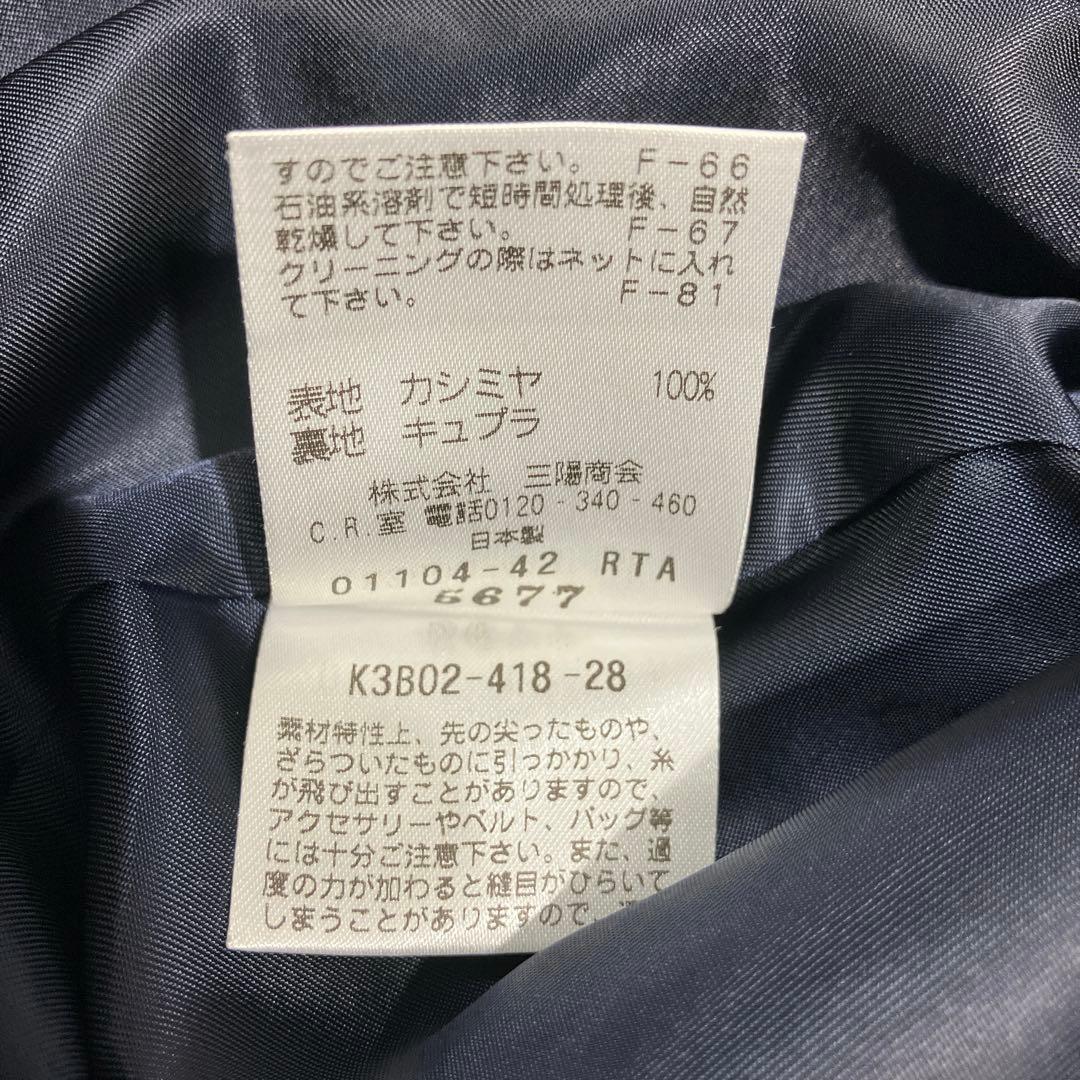 すのでご注意下さい。 F-66
石油系溶剤で短時間処理後、自然
乾燥して下さい。 F-67
クリーニングの際はネットに入れ
て下さい。 F-81
表地 カシミヤ 100%
裏地 キュプラ
株式会社 三陽商会
C.R.室 電話0120-340-460
日本製
01104-42 RTA
5677
K3B02-418-28
素材特性上、先の尖ったものや、
ざらついたものに引っかかり、糸
が飛び出すことがありますので、
アクセサリーやベルト、バッグ等
には十分ご注意下さい。また、過
度の力が加わると縫目がひらいて
しまうことがありますので、